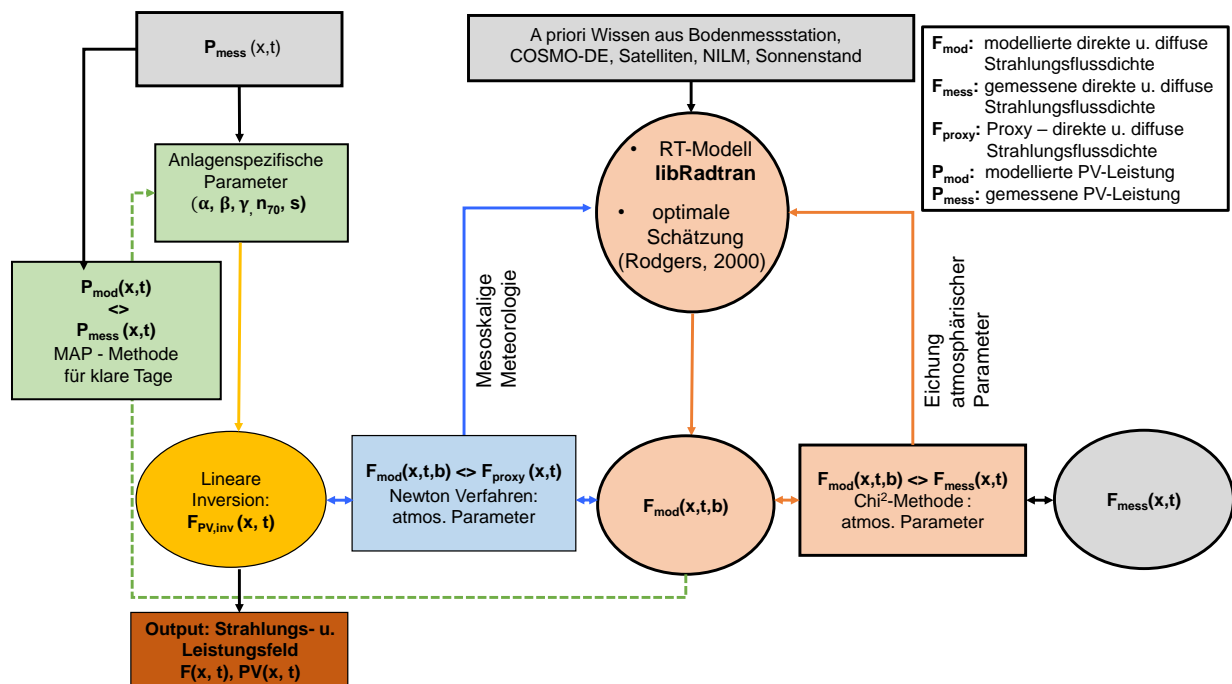 P_mess (x,t)
A priori Wissen aus Bodenmessstation,
COSMO-DE, Satelliten, NILM, Sonnenstand
F_mod: modellierte direkte u. diffuse
Strahlungsflussdichte
F_mess: gemessene direkte u. diffuse
Strahlungsflussdichte
F_proxy: Proxy – direkte u. diffuse
Strahlungsflussdichte
P_mod: modellierte PV-Leistung
P_mess: gemessene PV-Leistung
Anlagenspezifische
Parameter
(α, β, γ, n_70, s)
• RT-Modell
libRadtran
• optimale
Schätzung
(Rodgers, 2000)
P_mod(x,t)
<>
P_mess (x,t)
MAP - Methode
für klare Tage
Mesoskalige
Meteorologie
Eichung
atmosphärischer
Parameter
Lineare
Inversion:
F_PV,inv (x, t)
F_mod(x,t,b) <> F_proxy (x,t)
Newton Verfahren:
atmos. Parameter
F_mod(x,t,b)
F_mod(x,t,b) <> F_mess(x,t)
Chi²-Methode :
atmos. Parameter
F_mess(x,t)
Output: Strahlungs- u.
Leistungsfeld
F(x, t), PV(x, t)